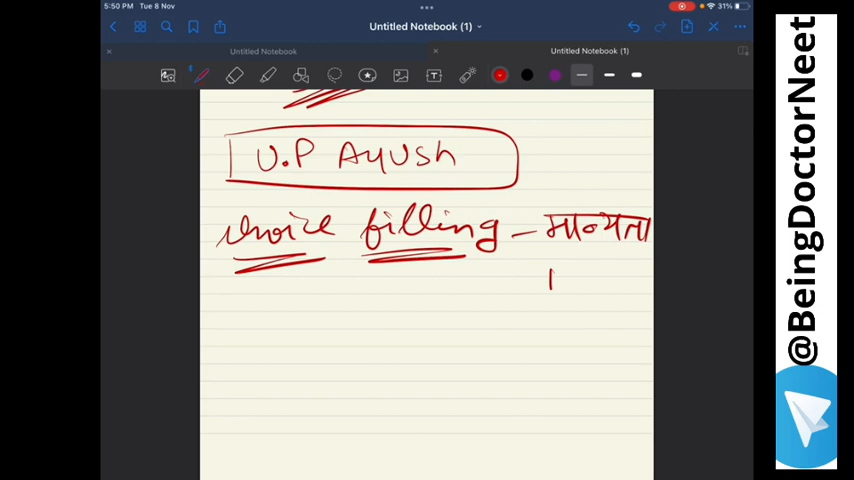 5:50 PM Tue 8 Nov
31%
Untitled Notebook (1)
Untitled Notebook
Untitled Notebook (1)
U.P Ayush
choice filling - मान्यता
@BeingDoctorNeet